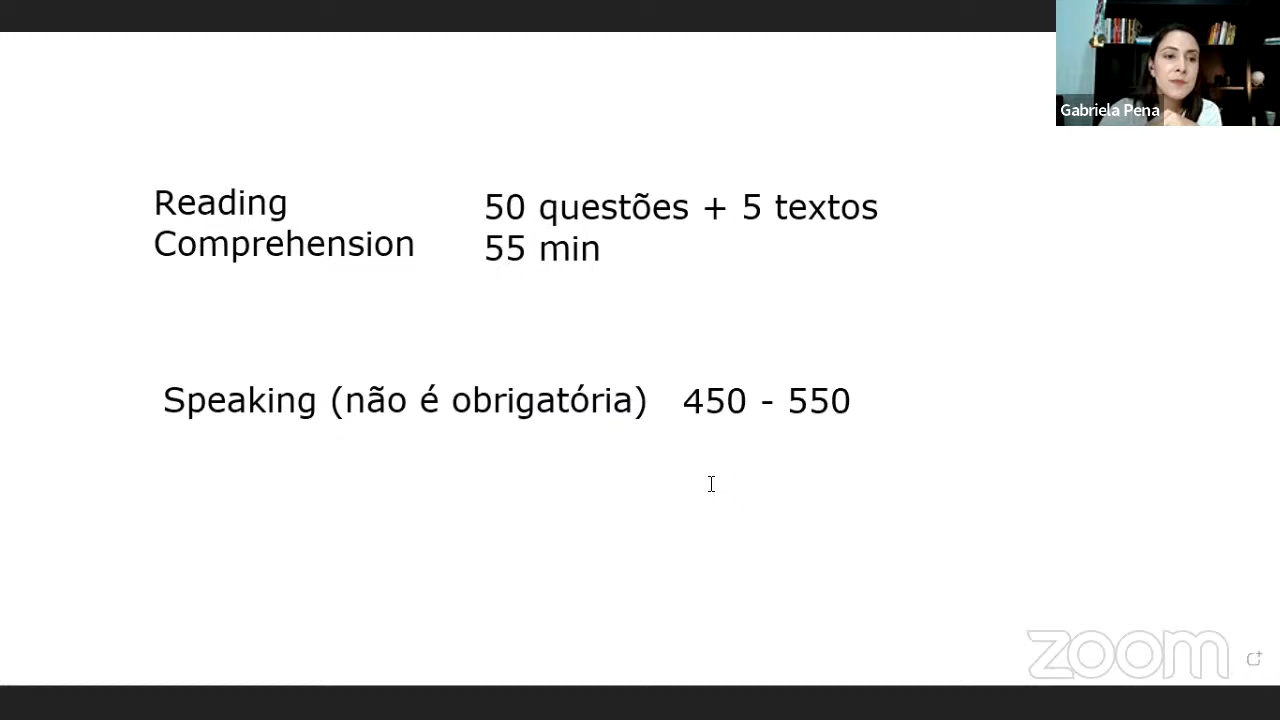 Gabriela Pena
Reading
Comprehension
50 questões + 5 textos
55 min
Speaking (não é obrigatória) 450 - 550
zoom